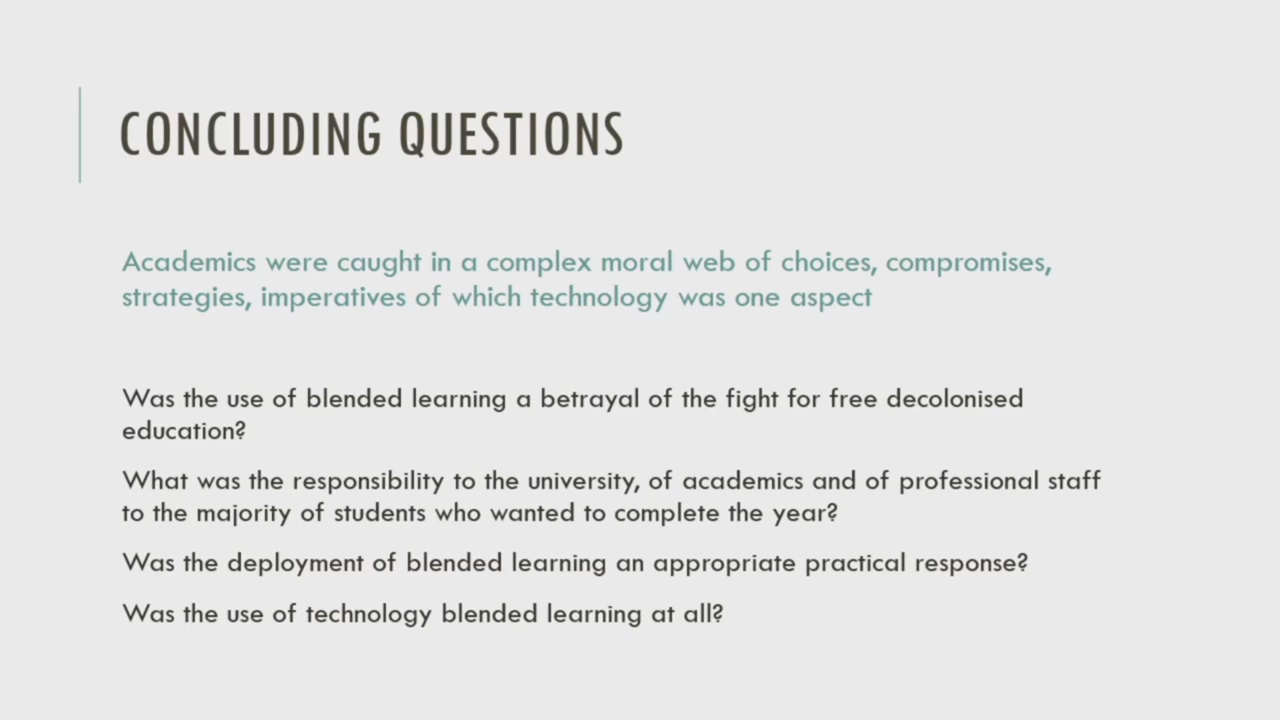 CONCLUDING QUESTIONS
Academics were caught in a complex moral web of choices, compromises,
strategies, imperatives of which technology was one aspect
Was the use of blended learning a betrayal of the fight for free decolonised
education?
What was the responsibility to the university, of academics and of professional staff
to the majority of students who wanted to complete the year?
Was the deployment of blended learning an appropriate practical response?
Was the use of technology blended learning at all?